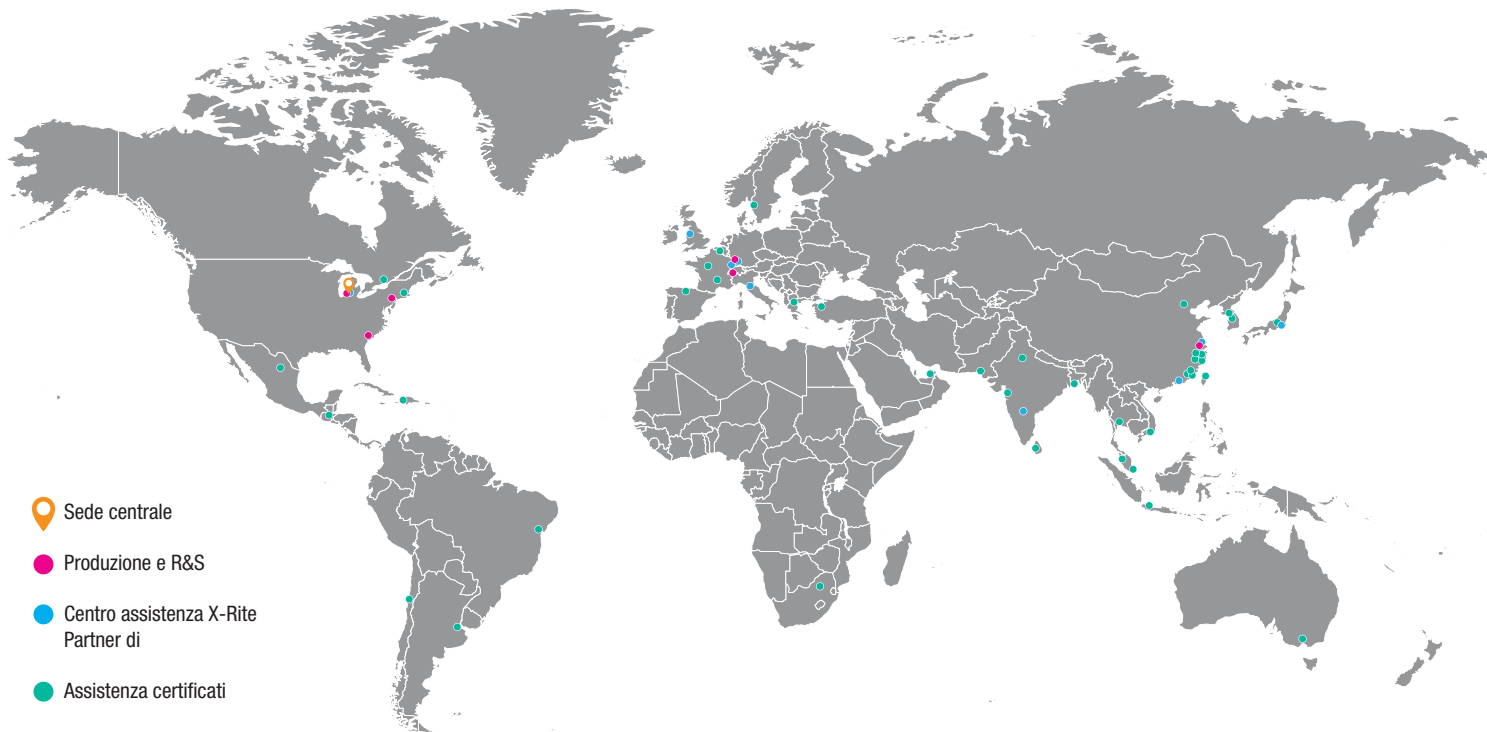 Sede centrale
Produzione e R&S
Centro assistenza X-Rite
Partner di
Assistenza certificati